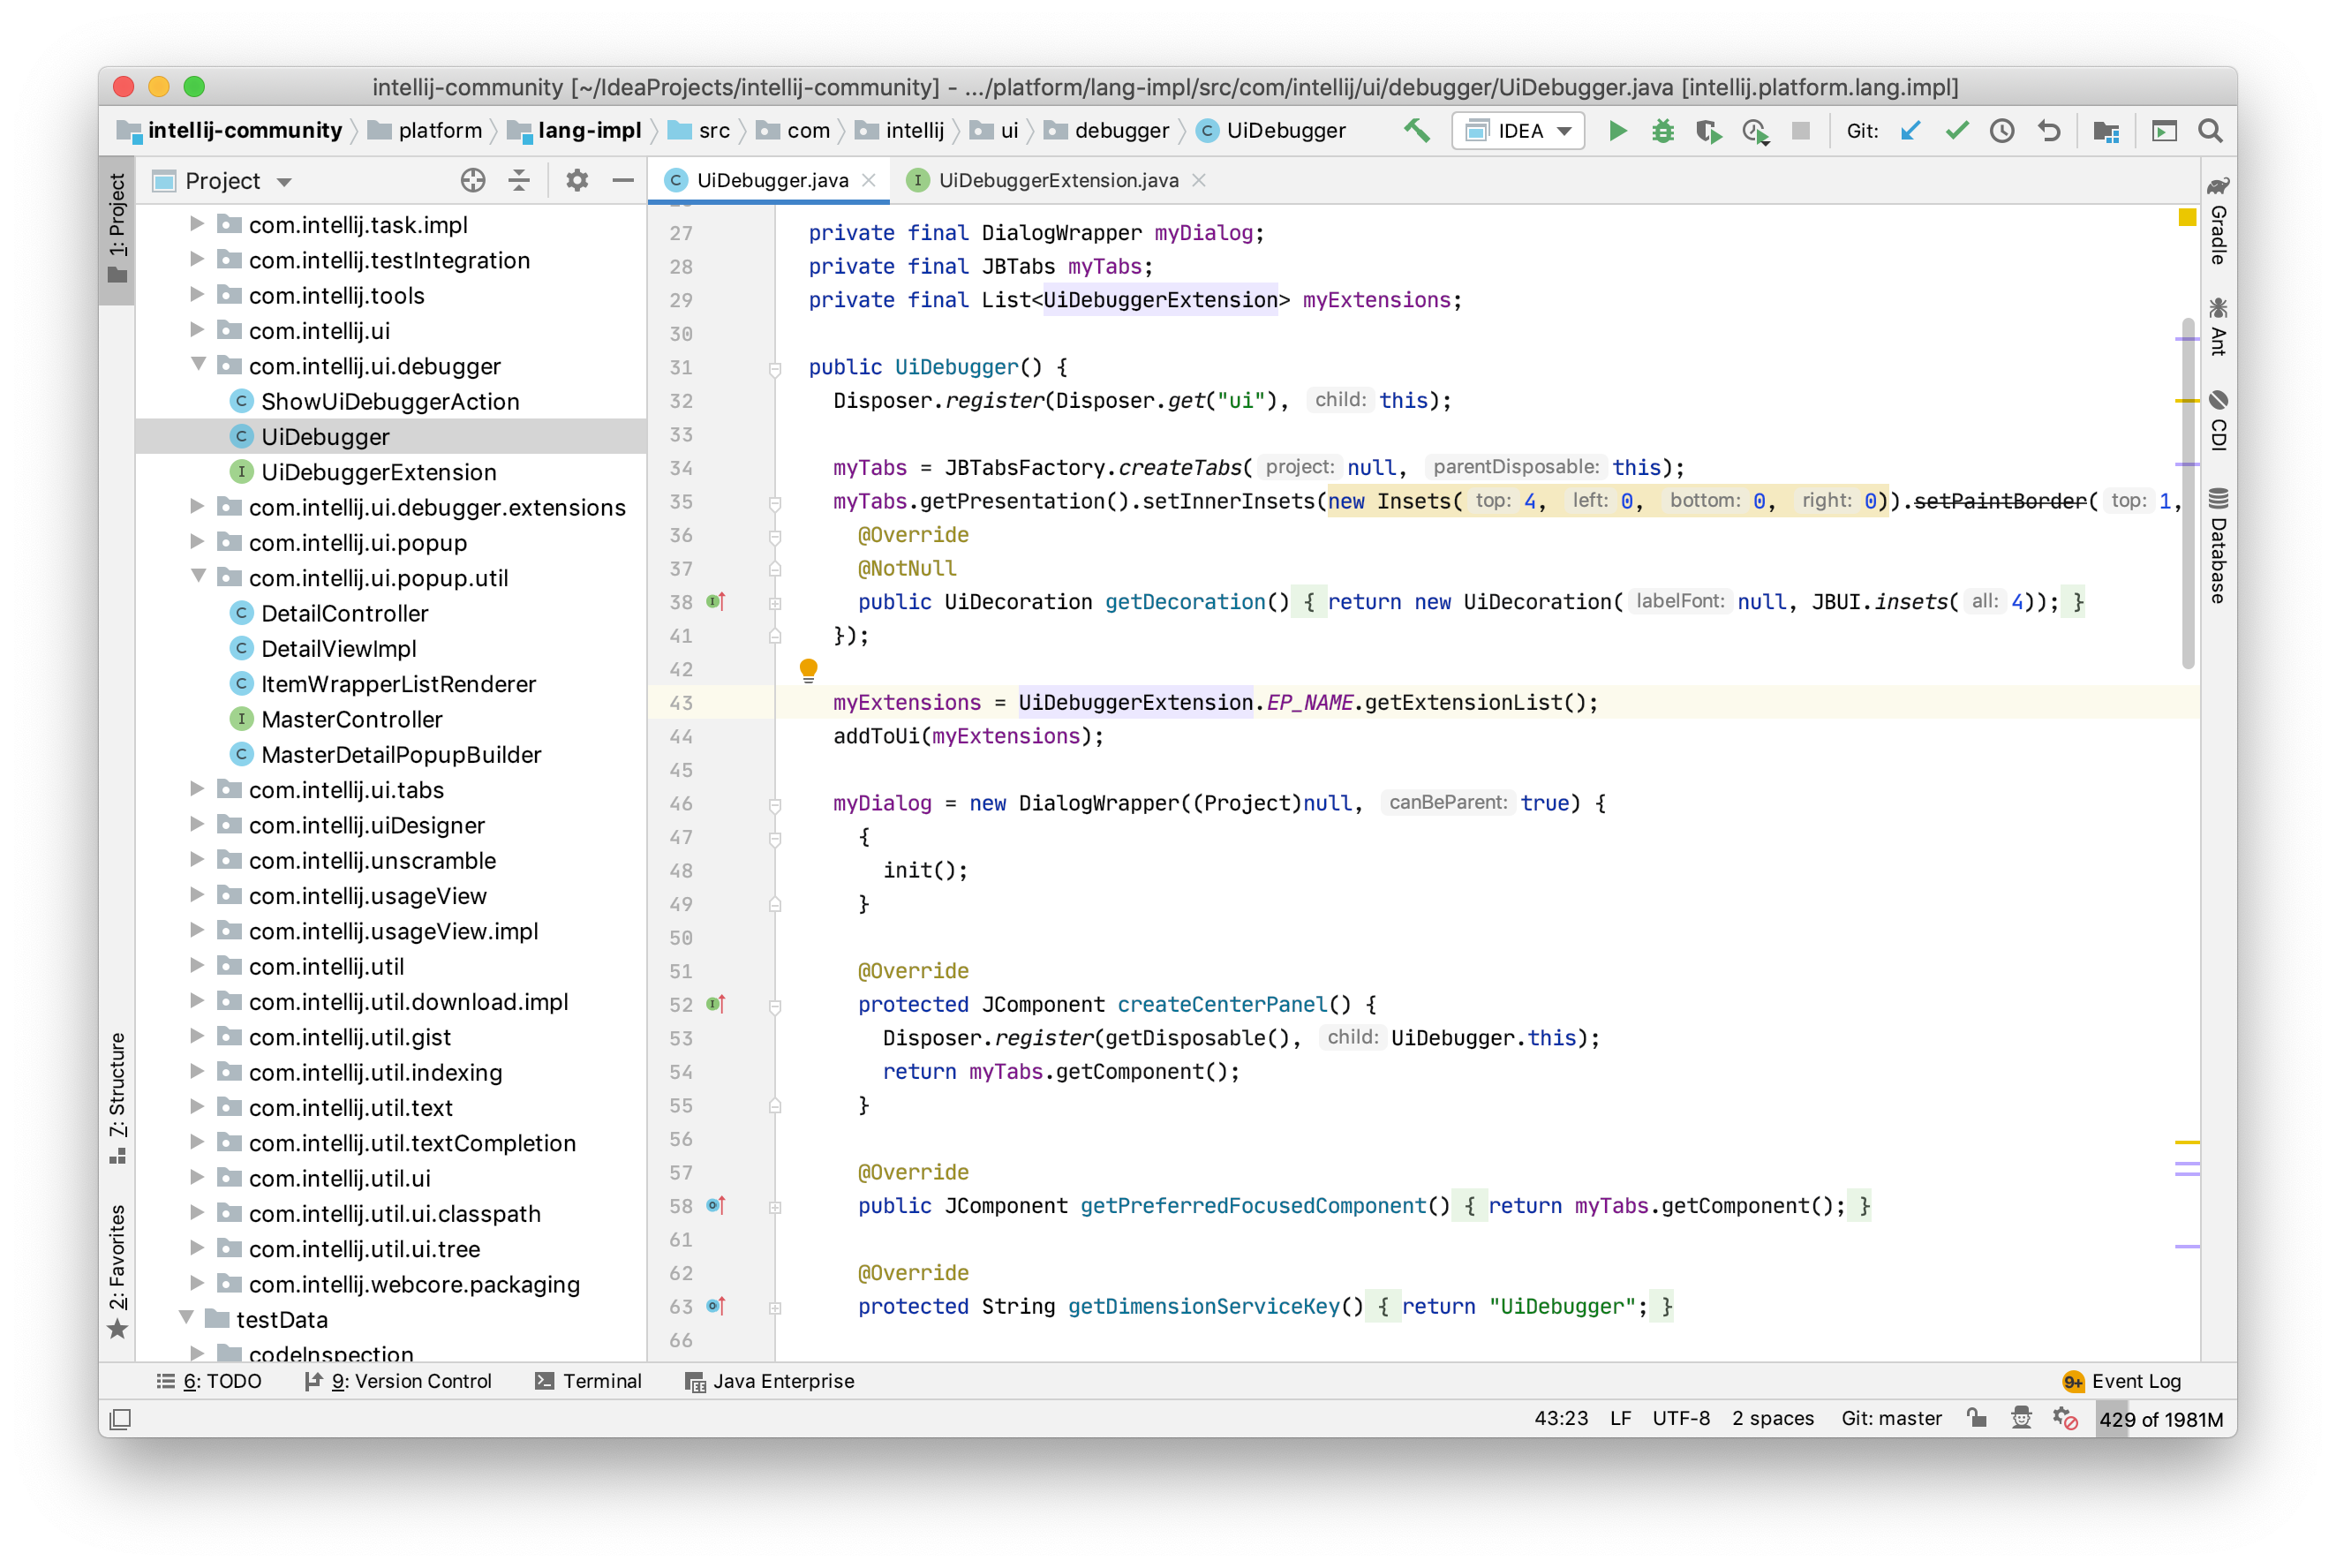 intellij-community [~/IdeaProjects/intellij-community] - .../platform/lang-impl/src/com/intellij/ui/debugger/UiDebugger.java [intellij.platform.lang.impl]
intellij-community platform lang-impl src com intellij ui debugger UiDebugger IDEA Git:
1: Project
7: Structure
2: Favorites
Project
com.intellij.task.impl
com.intellij.testIntegration
com.intellij.tools
com.intellij.ui
com.intellij.ui.debugger
ShowUiDebuggerAction
UiDebugger
UiDebuggerExtension
com.intellij.ui.debugger.extensions
com.intellij.ui.popup
com.intellij.ui.popup.util
DetailController
DetailViewImpl
ItemWrapperListRenderer
MasterController
MasterDetailPopupBuilder
com.intellij.ui.tabs
com.intellij.uiDesigner
com.intellij.unscramble
com.intellij.usageView
com.intellij.usageView.impl
com.intellij.util
com.intellij.util.download.impl
com.intellij.util.gist
com.intellij.util.indexing
com.intellij.util.text
com.intellij.util.textCompletion
com.intellij.util.ui
com.intellij.util.ui.classpath
com.intellij.util.ui.tree
com.intellij.webcore.packaging
testData
codeInspection
UiDebugger.java UiDebuggerExtension.java
27 private final DialogWrapper myDialog;
28 private final JBTabs myTabs;
29 private final List<UiDebuggerExtension> myExtensions;
30
31 public UiDebugger() {
32 Disposer.register(Disposer.get("ui"), child: this);
33
34 myTabs = JBTabsFactory.createTabs( project: null, parentDisposable: this);
35 myTabs.getPresentation().setInnerInsets(new Insets( top: 4, left: 0, bottom: 0, right: 0)).setPaintBorder( top: 1,
36 @Override
37 @NotNull
38 public UiDecoration getDecoration() { return new UiDecoration( labelFont: null, JBUI.insets( all: 4)); }
41 });
42
43 myExtensions = UiDebuggerExtension.EP_NAME.getExtensionList();
44 addToUi(myExtensions);
45
46 myDialog = new DialogWrapper((Project)null, canBeParent: true) {
47 {
48 init();
49 }
50
51 @Override
52 protected JComponent createCenterPanel() {
53 Disposer.register(getDisposable(), child: UiDebugger.this);
54 return myTabs.getComponent();
55 }
56
57 @Override
58 public JComponent getPreferredFocusedComponent() { return myTabs.getComponent(); }
61
62 @Override
63 protected String getDimensionServiceKey() { return "UiDebugger"; }
66
Gradle
Ant
CDI
Database
6: TODO 9: Version Control Terminal Java Enterprise 9+ Event Log
43:23 LF UTF-8 2 spaces Git: master 429 of 1981M